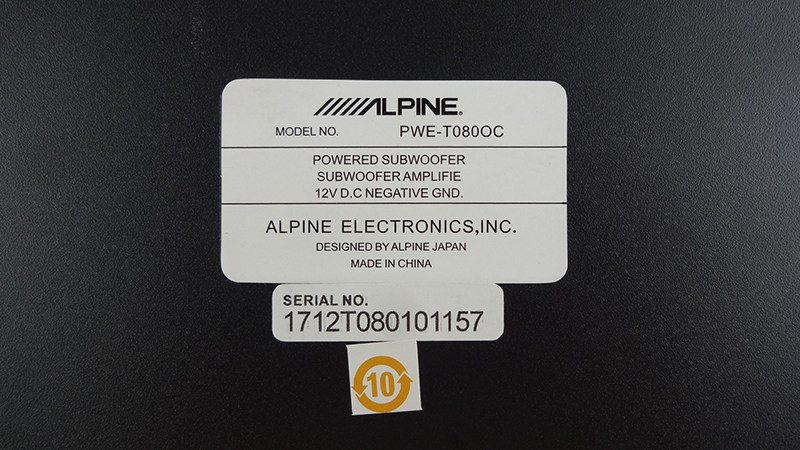 ALPINE®
MODEL NO. PWE-T080OC
POWERED SUBWOOFER
SUBWOOFER AMPLIFIE
12V D.C NEGATIVE GND.
ALPINE ELECTRONICS,INC.
DESIGNED BY ALPINE JAPAN
MADE IN CHINA
SERIAL NO.
1712T080101157
10